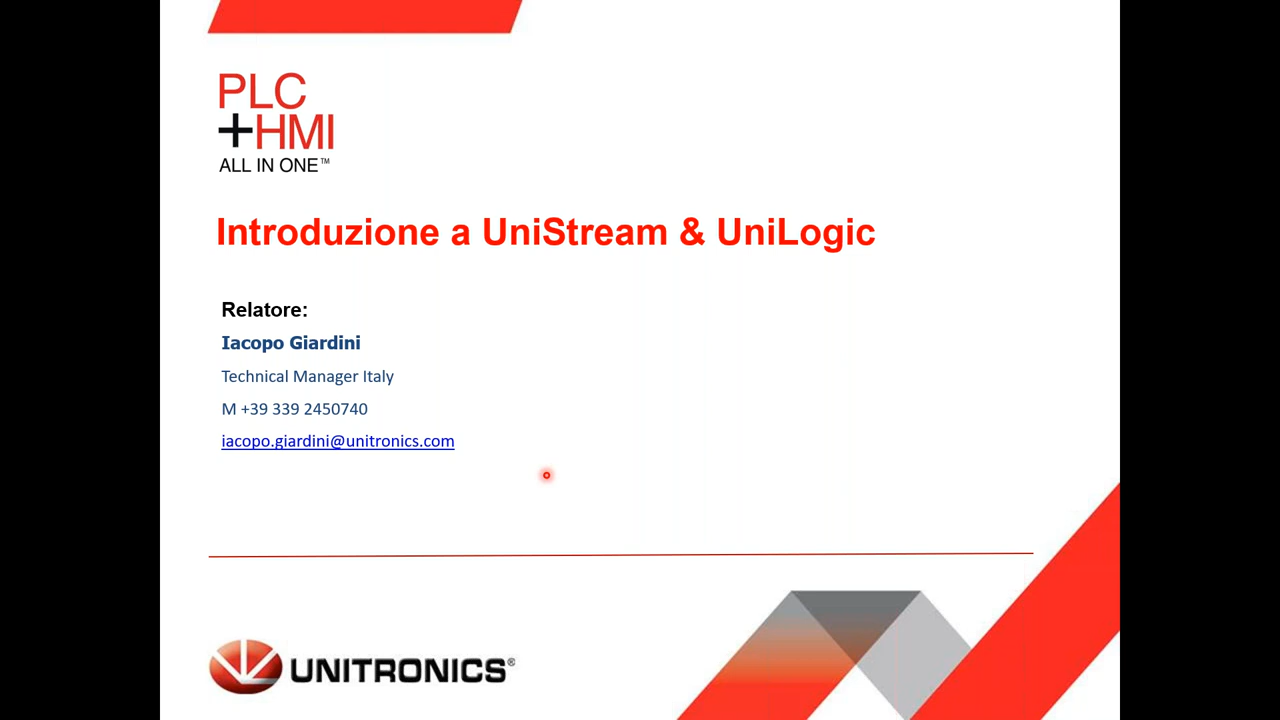 PLC
+HMI
ALL IN ONE™
Introduzione a UniStream & UniLogic
Relatore:
Iacopo Giardini
Technical Manager Italy
M +39 339 2450740
iacopo.giardini@unitronics.com
UNITRONICS®